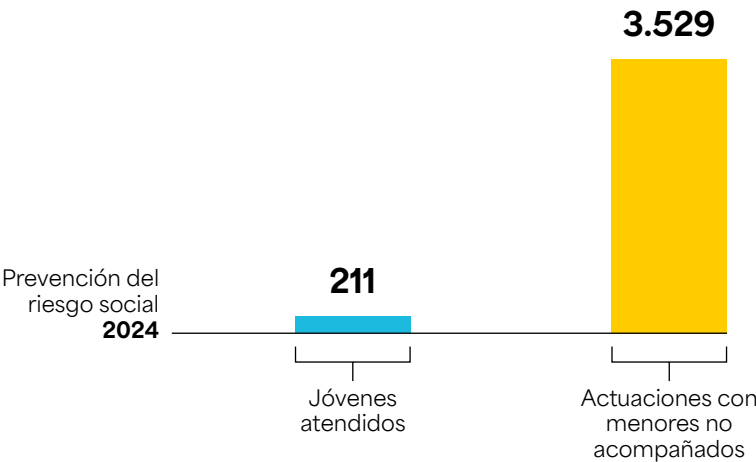 3.529
211
Prevención del
riesgo social
2024
Jóvenes
atendidos
Actuaciones con
menores no
acompañados